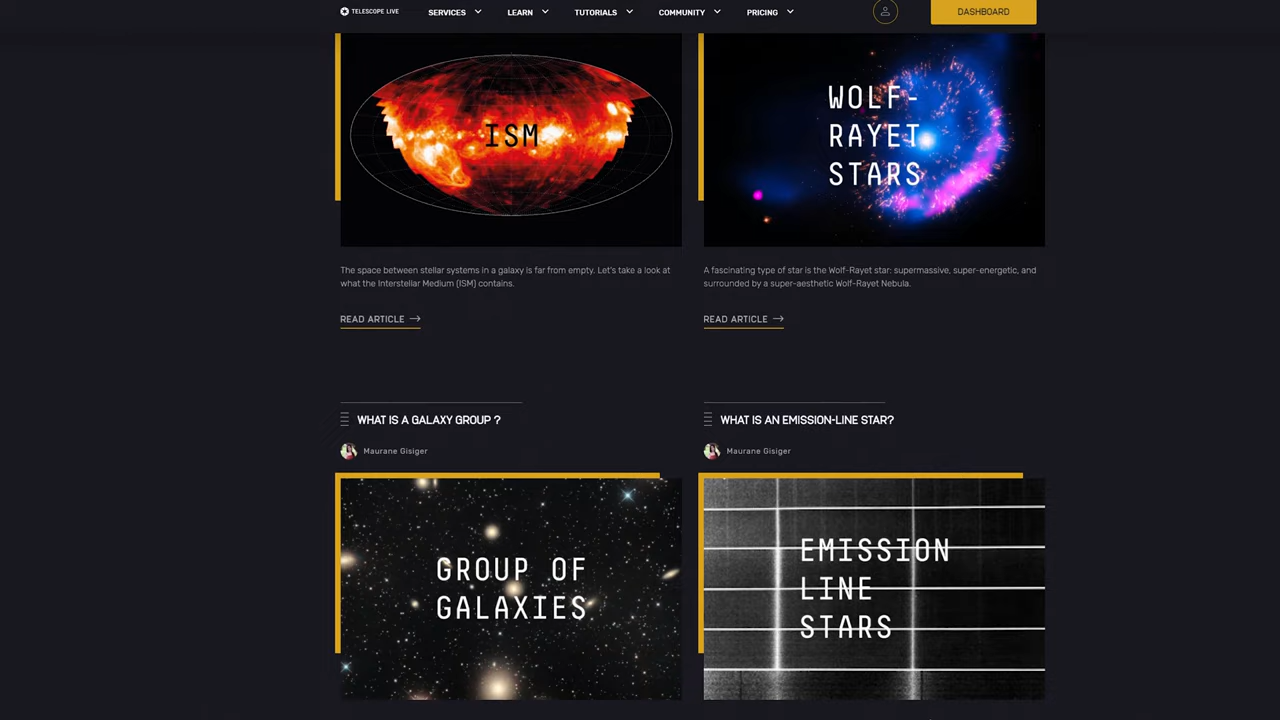 TELESCOPE LIVE
SERVICES
LEARN
TUTORIALS
COMMUNITY
PRICING
DASHBOARD
ISM
The space between stellar systems in a galaxy is far from empty. Let's take a look at
what the Interstellar Medium (ISM) contains.
READ ARTICLE
WOLF-
RAYET
STARS
A fascinating type of star is the Wolf-Rayet star: supermassive, super-energetic, and
surrounded by a super-aesthetic Wolf-Rayet Nebula.
READ ARTICLE
WHAT IS A GALAXY GROUP ?
Maurane Gisiger
GROUP OF
GALAXIES
WHAT IS AN EMISSION-LINE STAR?
Maurane Gisiger
EMISSION
LINE
STARS